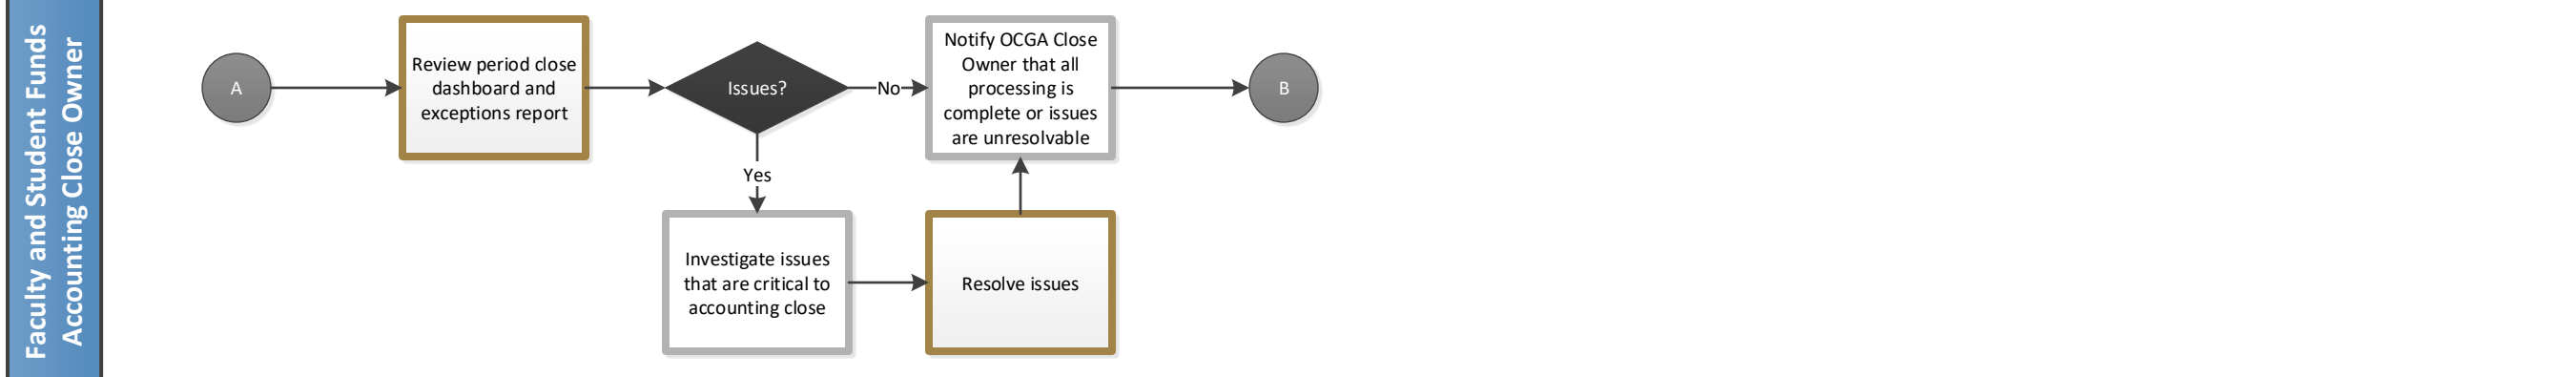 Faculty and Student Funds
Accounting Close Owner
A
Review period close
dashboard and
exceptions report
Issues?
No
Notify OCGA Close
Owner that all
processing is
complete or issues
are unresolvable
B
Yes
Investigate issues
that are critical to
accounting close
Resolve issues